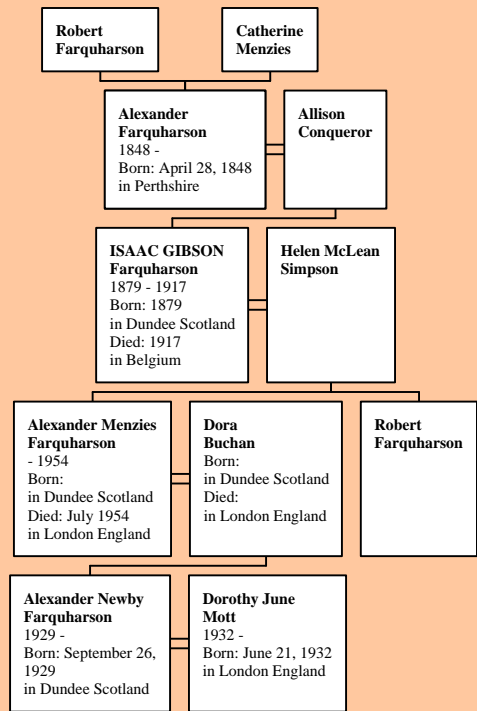 Robert
Farquharson
Catherine
Menzies
Alexander
Farquharson
1848 -
Born: April 28, 1848
in Perthshire
Allison
Conqueror
ISAAC GIBSON
Farquharson
1879 - 1917
Born: 1879
in Dundee Scotland
Died: 1917
in Belgium
Helen McLean
Simpson
Alexander Menzies
Farquharson
- 1954
Born:
in Dundee Scotland
Died: July 1954
in London England
Dora
Buchan
Born:
in Dundee Scotland
Died:
in London England
Robert
Farquharson
Alexander Newby
Farquharson
1929 -
Born: September 26,
1929
in Dundee Scotland
Dorothy June
Mott
1932 -
Born: June 21, 1932
in London England